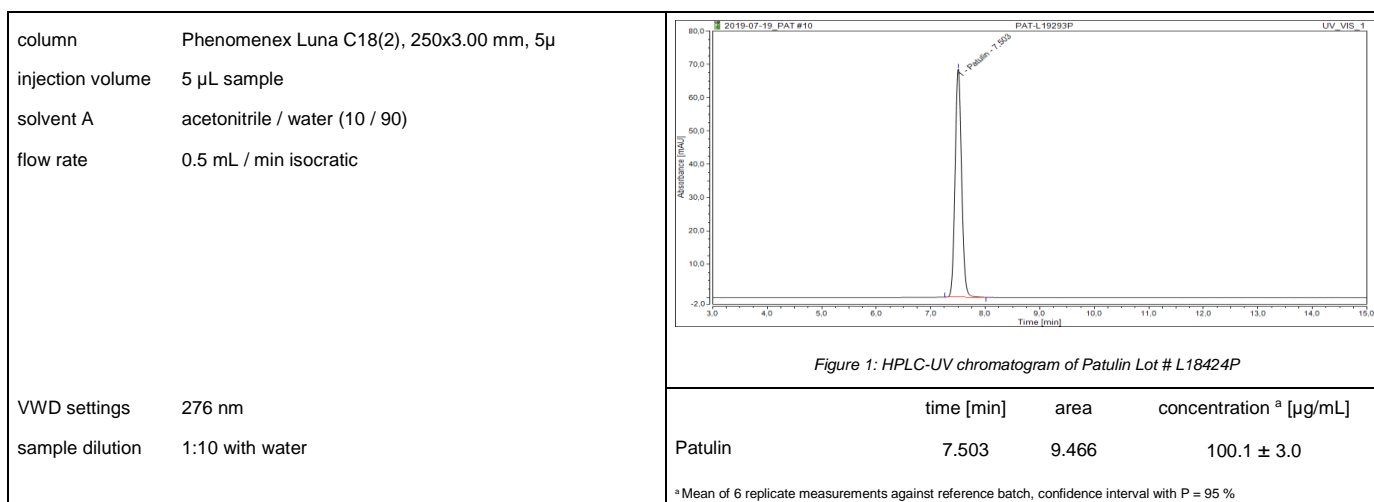 column Phenomenex Luna C18(2), 250x3.00 mm, 5µ
injection volume 5 µL sample
solvent A acetonitrile / water (10 / 90)
flow rate 0.5 mL / min isocratic
VWD settings 276 nm
sample dilution 1:10 with water
2019-07-19_PAT #10 PAT-L19293P UV_VIS_1
80,0
70,0
60,0
50,0
40,0
30,0
20,0
10,0
-2,0
Absorbance [mAU]
1 - Patulin - 7.503
3,0 4,0 5,0 6,0 7,0 8,0 9,0 10,0 11,0 12,0 13,0 14,0 15,0
Time [min]
Figure 1: HPLC-UV chromatogram of Patulin Lot # L18424P
time [min] area concentration ª [µg/mL]
Patulin 7.503 9.466 100.1 ± 3.0
ª Mean of 6 replicate measurements against reference batch, confidence interval with P = 95 %